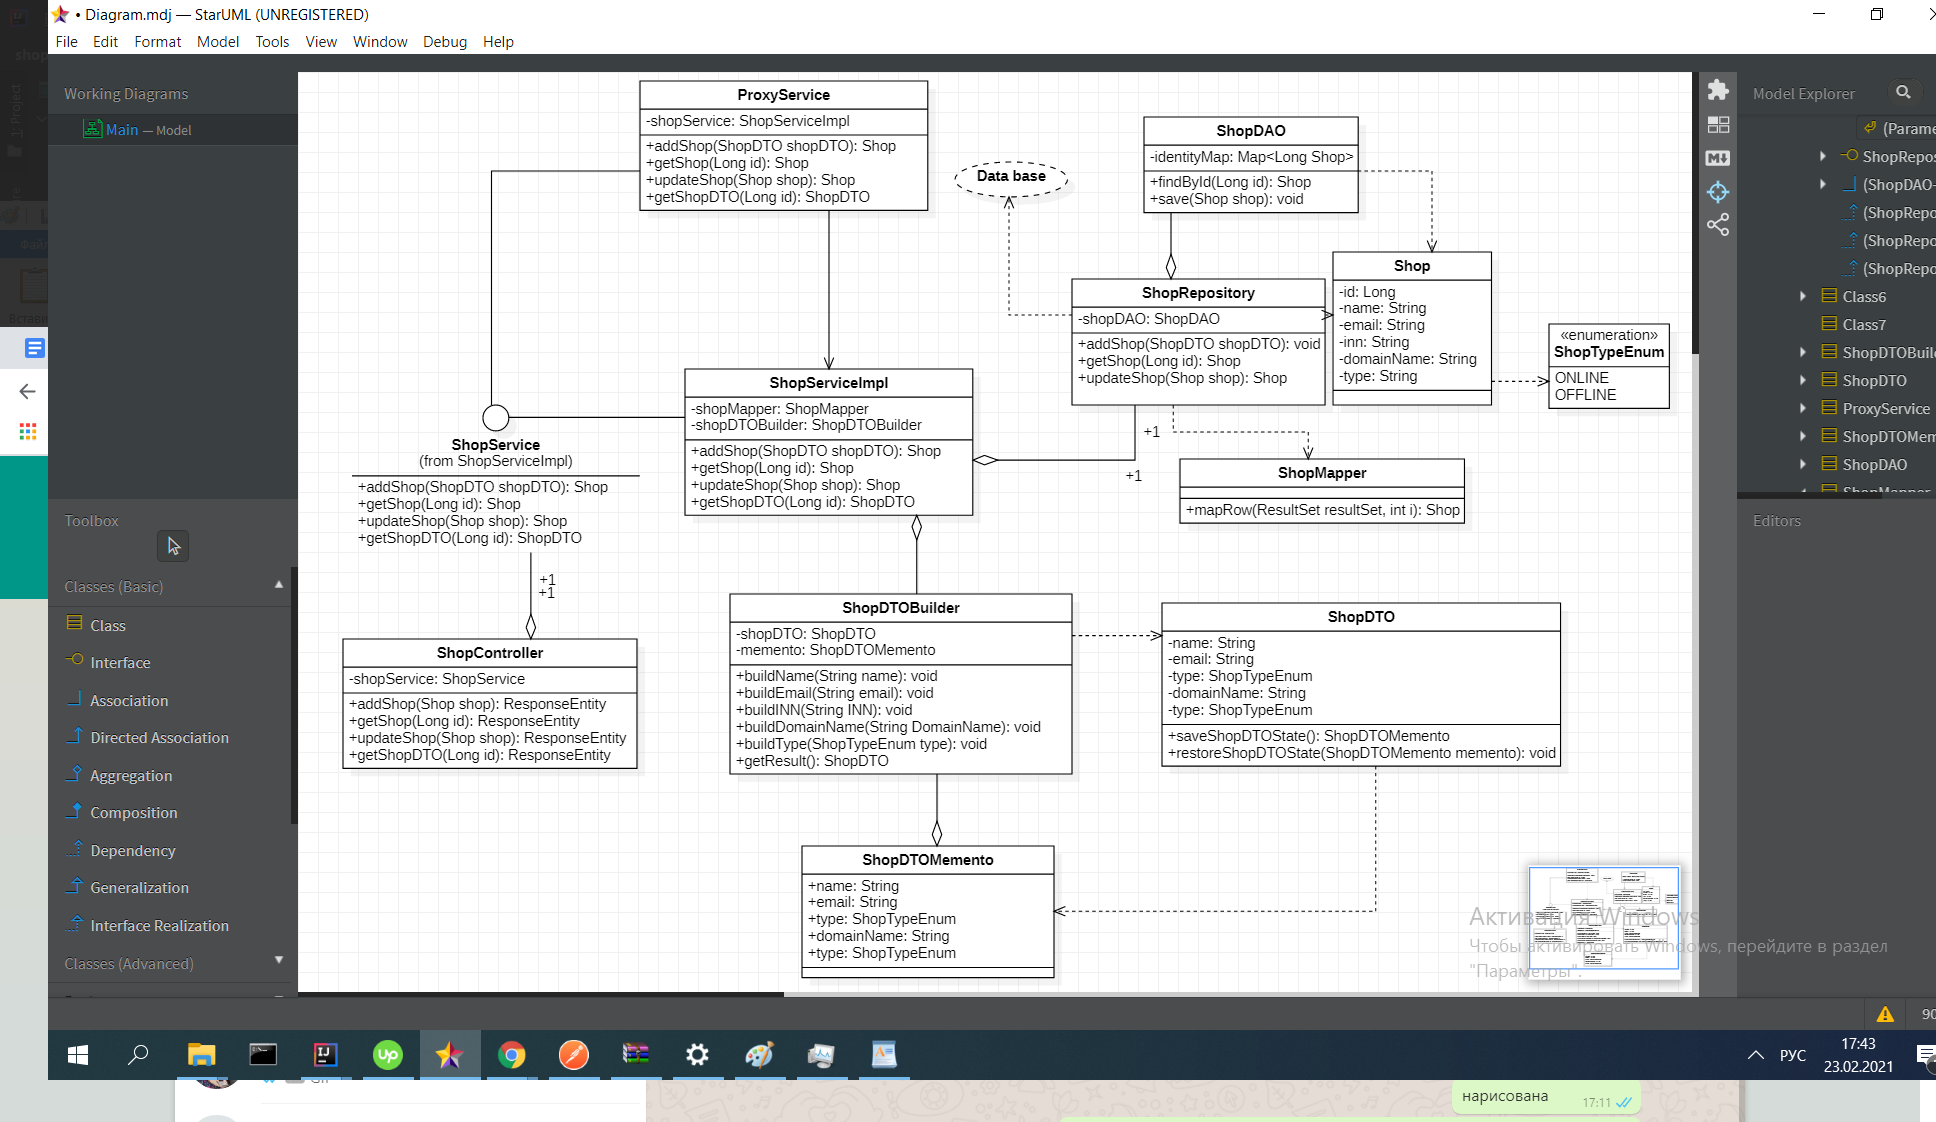 • Diagram.mdj — StarUML (UNREGISTERED)
File Edit Format Model Tools View Window Debug Help
Working Diagrams
Main — Model
Toolbox
Classes (Basic)
Class
Interface
Association
Directed Association
Aggregation
Composition
Dependency
Generalization
Interface Realization
Classes (Advanced)
ProxyService
-shopService: ShopServiceImpl
+addShop(ShopDTO shopDTO): Shop
+getShop(Long id): Shop
+updateShop(Shop shop): Shop
+getShopDTO(Long id): ShopDTO
Data base
ShopDAO
-identityMap: Map<Long Shop>
+findById(Long id): Shop
+save(Shop shop): void
Shop
-id: Long
-name: String
-email: String
-inn: String
-domainName: String
-type: String
ShopRepository
-shopDAO: ShopDAO
+addShop(ShopDTO shopDTO): void
+getShop(Long id): Shop
+updateShop(Shop shop): Shop
«enumeration»
ShopTypeEnum
ONLINE
OFFLINE
ShopServiceImpl
-shopMapper: ShopMapper
-shopDTOBuilder: ShopDTOBuilder
+addShop(ShopDTO shopDTO): Shop
+getShop(Long id): Shop
+updateShop(Shop shop): Shop
+getShopDTO(Long id): ShopDTO
+1
+1
ShopMapper
+mapRow(ResultSet resultSet, int i): Shop
ShopService
(from ShopServiceImpl)
+addShop(ShopDTO shopDTO): Shop
+getShop(Long id): Shop
+updateShop(Shop shop): Shop
+getShopDTO(Long id): ShopDTO
+1
+1
ShopController
-shopService: ShopService
+addShop(Shop shop): ResponseEntity
+getShop(Long id): ResponseEntity
+updateShop(Shop shop): ResponseEntity
+getShopDTO(Long id): ResponseEntity
ShopDTOBuilder
-shopDTO: ShopDTO
-memento: ShopDTOMemento
+buildName(String name): void
+buildEmail(String email): void
+buildINN(String INN): void
+buildDomainName(String DomainName): void
+buildType(ShopTypeEnum type): void
+getResult(): ShopDTO
ShopDTO
-name: String
-email: String
-type: ShopTypeEnum
-domainName: String
-type: ShopTypeEnum
+saveShopDTOState(): ShopDTOMemento
+restoreShopDTOState(ShopDTOMemento memento): void
ShopDTOMemento
+name: String
+email: String
+type: ShopTypeEnum
+domainName: String
+type: ShopTypeEnum
Model Explorer
(Parame
ShopRepos
(ShopDAO-
(ShopRepo
(ShopRepo
(ShopRepo
Class6
Class7
ShopDTOBuil
ShopDTO
ProxyService
ShopDTOMem
ShopDAO
ShopMapper
Editors
Активация Windows
Чтобы активировать Windows, перейдите в раздел
"Параметры".
90
РУС
17:43
23.02.2021
нарисована
17:11